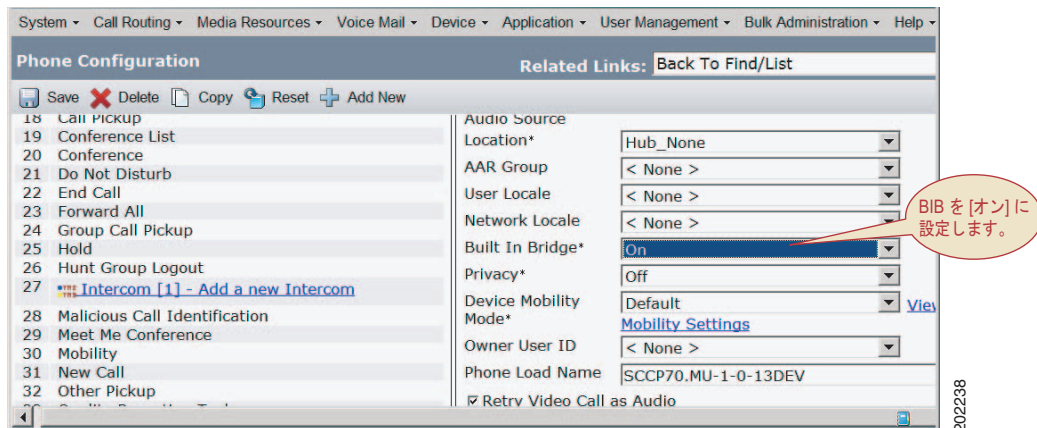 System Call Routing Media Resources Voice Mail Device Application User Management Bulk Administration Help
Phone Configuration
Related Links: Back To Find/List
Save Delete Copy Reset Add New
18 Call Pickup
19 Conference List
20 Conference
21 Do Not Disturb
22 End Call
23 Forward All
24 Group Call Pickup
25 Hold
26 Hunt Group Logout
27 Intercom [1] - Add a new Intercom
28 Malicious Call Identification
29 Meet Me Conference
30 Mobility
31 New Call
32 Other Pickup
Audio Source
Location* Hub_None
AAR Group < None >
User Locale < None >
Network Locale < None >
Built In Bridge* On
Privacy* Off
Device Mobility Mode* Default View
Mobility Settings
Owner User ID < None >
Phone Load Name SCCP70.MU-1-0-13DEV
Retry Video Call as Audio
BIB を [オン] に
設定します。
202238